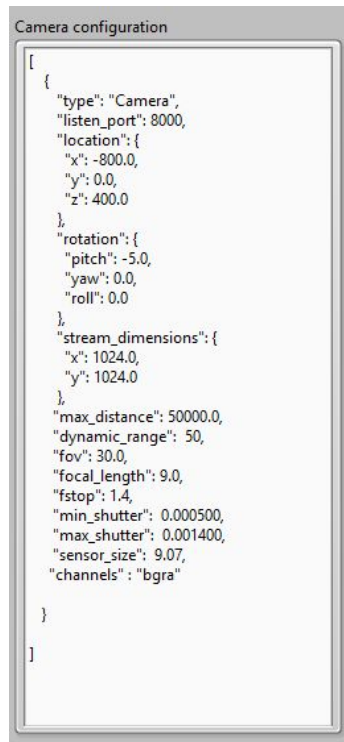 Camera configuration
[
{
"type": "Camera",
"listen_port": 8000,
"location": {
"x": -800.0,
"y": 0.0,
"z": 400.0
},
"rotation": {
"pitch": -5.0,
"yaw": 0.0,
"roll": 0.0
},
"stream_dimensions": {
"x": 1024.0,
"y": 1024.0
},
"max_distance": 50000.0,
"dynamic_range":  50,
"fov": 30.0,
"focal_length": 9.0,
"fstop": 1.4,
"min_shutter":  0.000500,
"max_shutter": 0.001400,
"sensor_size":  9.07,
"channels" : "bgra"
}
]